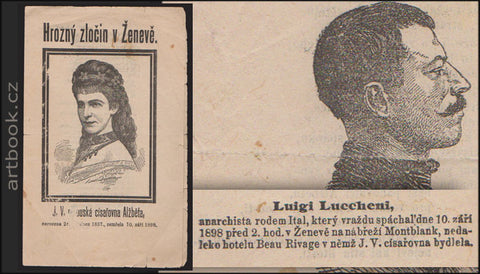 artbook.cz
Hrozný zločin v Ženevě.
J. V. císařovna Alžběta,
zemřela 10. září 1898.
Luigi Luccheni,
anarchista rodem Ital, který vraždu spáchal dne 10. září
1898 před 2. hod. v Ženevě na nábřeží Montblank, neda-
leko hotelu Beau Rivage v němž J. V. císařovna bydlela.